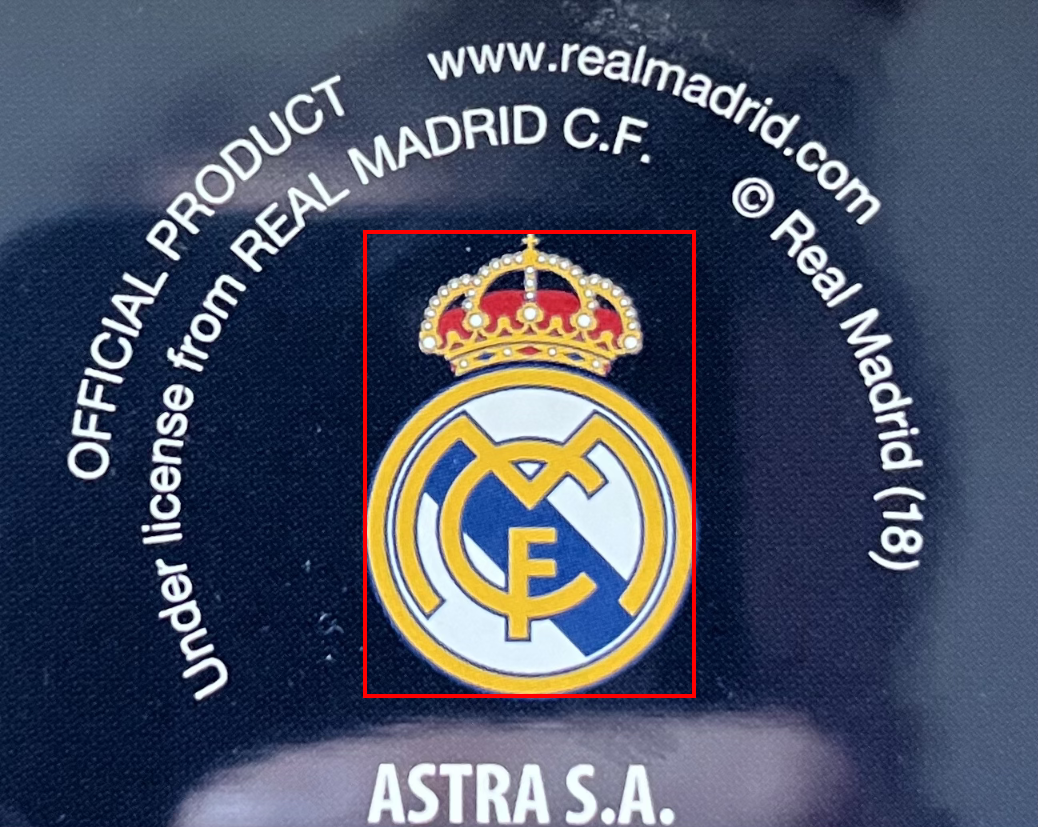 OFFICIAL PRODUCT www.realmadrid.com
Under license from REAL MADRID C.F. © Real Madrid (18)
MCF
ASTRA S.A.